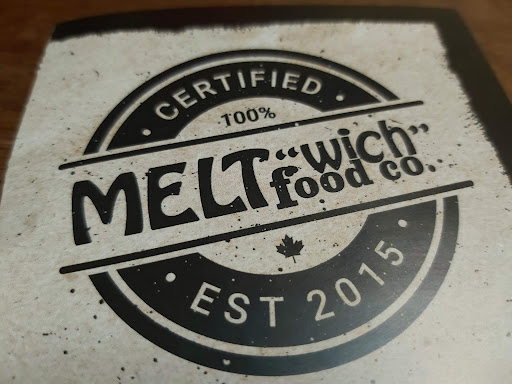 CERTIFIED
100%
MELT "wich"
food co.
EST 2015